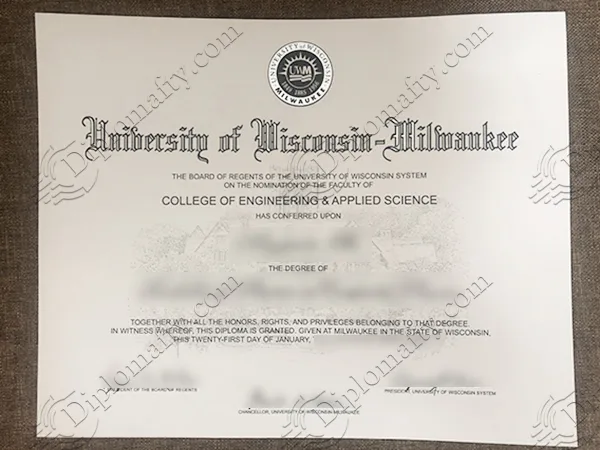 UNIVERSITY of WISCONSIN
UWM
MILWAUKEE
University of Wisconsin-Milwaukee
THE BOARD OF REGENTS OF THE UNIVERSITY OF WISCONSIN SYSTEM
ON THE NOMINATION OF THE FACULTY OF
COLLEGE OF ENGINEERING & APPLIED SCIENCE
HAS CONFERRED UPON
THE DEGREE OF
TOGETHER WITH ALL THE HONORS, RIGHTS, AND PRIVILEGES BELONGING TO THAT DEGREE.
IN WITNESS WHEREOF, THIS DIPLOMA IS GRANTED. GIVEN AT MILWAUKEE IN THE STATE OF WISCONSIN,
THIS TWENTY-FIRST DAY OF JANUARY,
PRESIDENT OF THE BOARD OF REGENTS
PRESIDENT, UNIVERSITY OF WISCONSIN SYSTEM
CHANCELLOR, UNIVERSITY OF WISCONSIN-MILWAUKEE
Diplomafty.com
Diplomafty.com
Diplomafty.com
Diplomafty.com